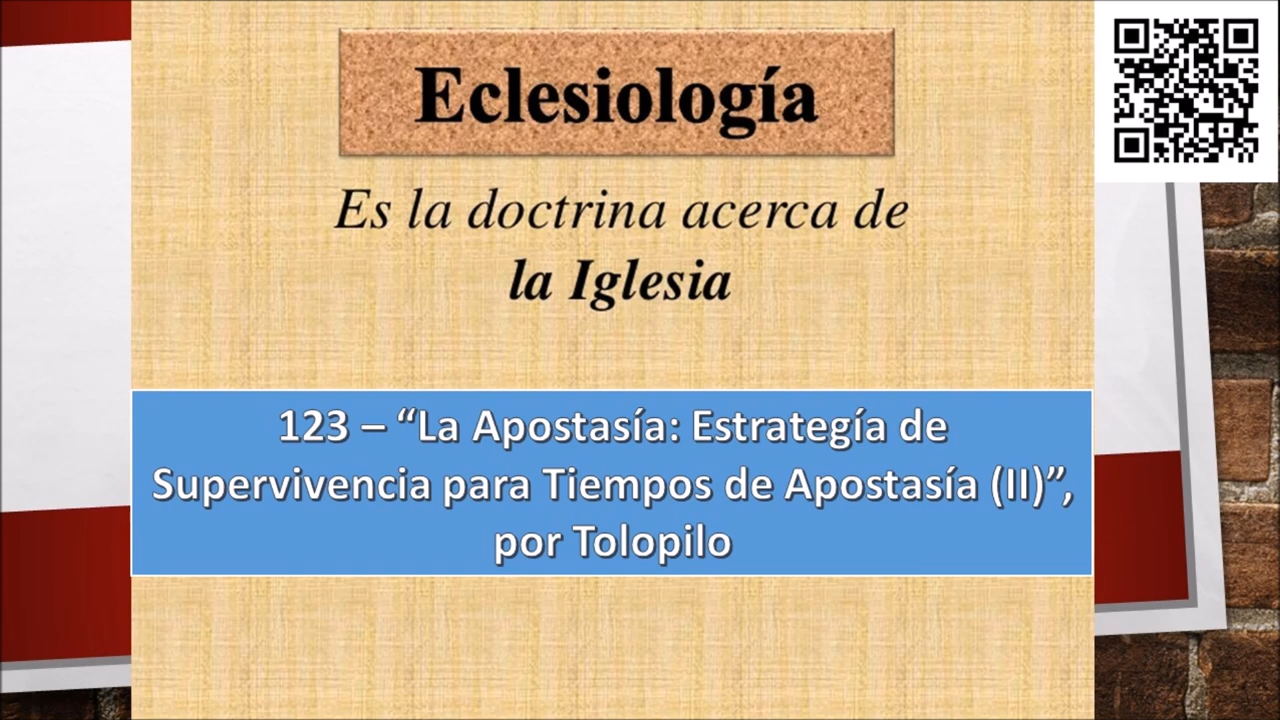 Eclesiología
Es la doctrina acerca de
la Iglesia
123 – “La Apostasía: Estrategía de
Supervivencia para Tiempos de Apostasía (II)”,
por Tolopilo